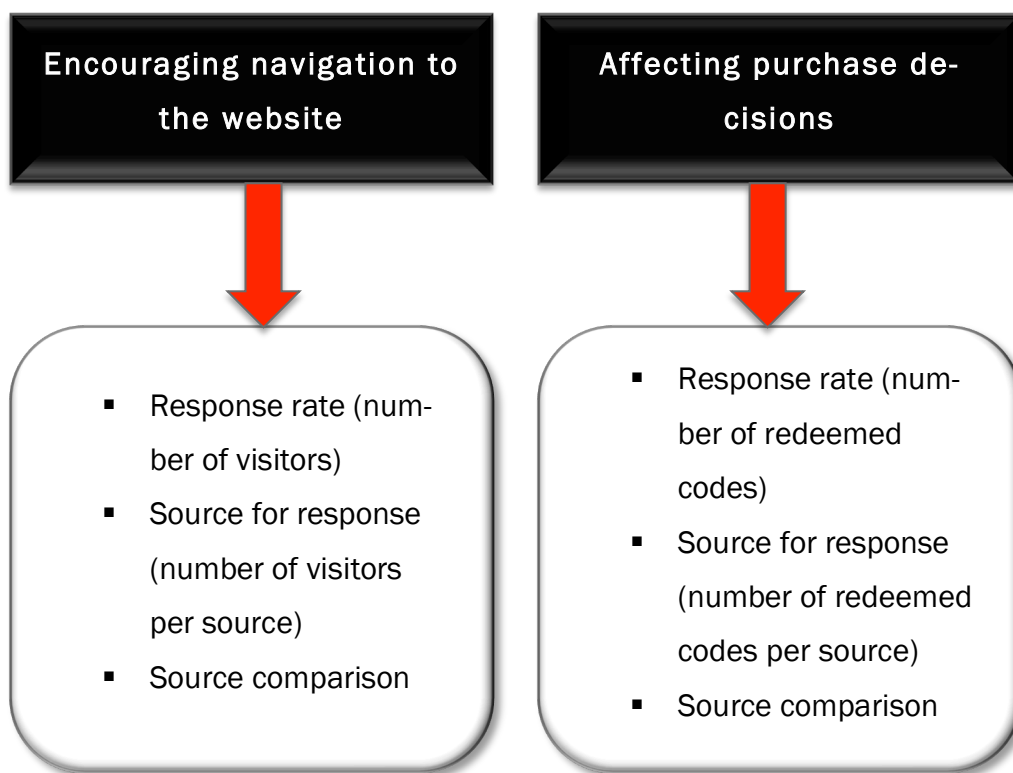 Encouraging navigation to
the website
Affecting purchase de-
cisions
▪ Response rate (num-
ber of visitors)
▪ Source for response
(number of visitors
per source)
▪ Source comparison
▪ Response rate (num-
ber of redeemed
codes)
▪ Source for response
(number of redeemed
codes per source)
▪ Source comparison